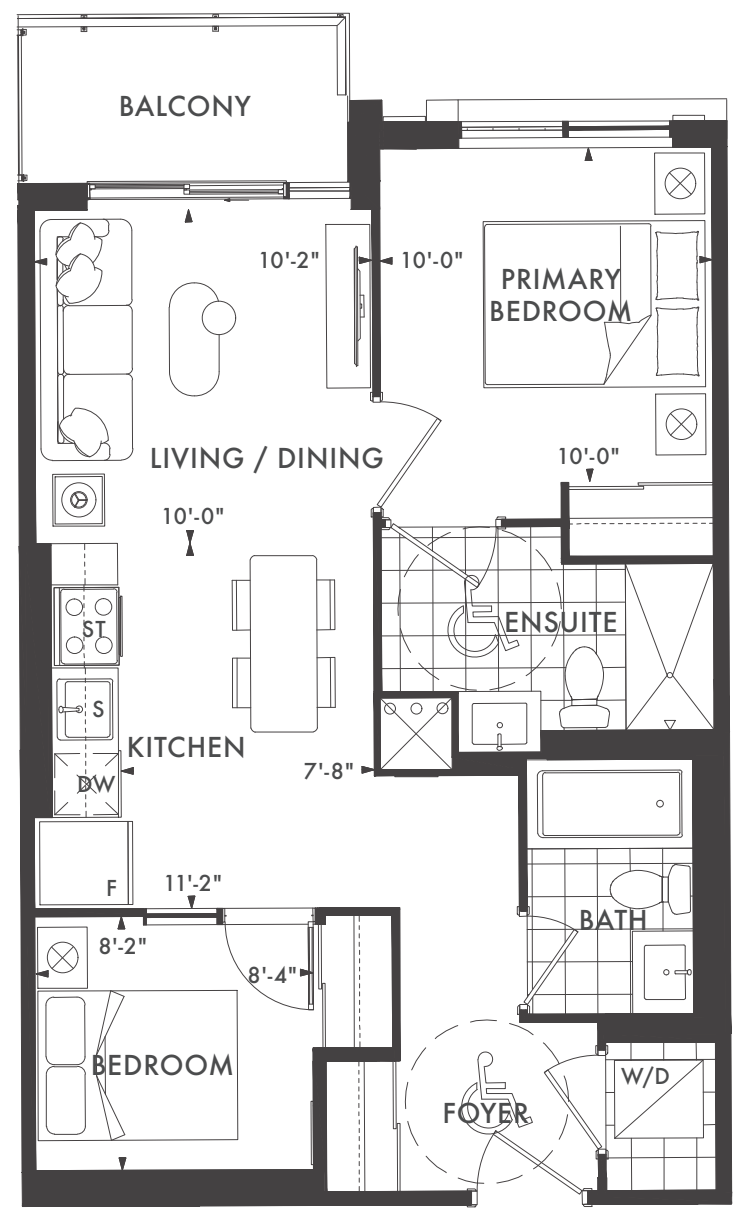 BALCONY
10'-2"
10'-0"
PRIMARY
BEDROOM
LIVING / DINING
10'-0"
10'-0"
ST
ENSUITE
S
KITCHEN
7'-8"
DW
F
11'-2"
BATH
8'-2"
8'-4"
BEDROOM
W/D
FOYER